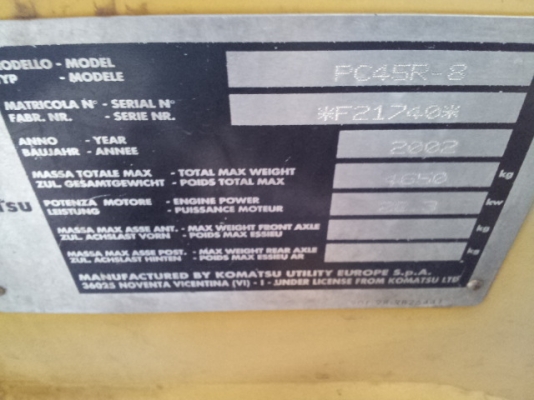 MODELLO - MODEL PC45R-8
TYP - MODELE
MATRICOLA N° - SERIAL N° *F21740*
FABR. NR. - SERIE NR.
ANNO - YEAR 2002
BAUJAHR - ANNEE
MASSA TOTALE MAX - TOTAL MAX WEIGHT 4650 kg
ZUL. GESAMTGEWICHT - POIDS TOTAL MAX
POTENZA MOTORE - ENGINE POWER kw
LEISTUNG - PUISSANCE MOTEUR
MASSA MAX ASSE ANT. - MAX WEIGHT FRONT AXLE kg
ZUL. ACHSLAST VORN - POIDS MAX ESSIEU
MASSA MAX ASSE POST. - MAX WEIGHT REAR AXLE kg
ZUL. ACHSLAST HINTEN - POIDS MAX ESSIEU AR
MANUFACTURED BY KOMATSU UTILITY EUROPE S.p.A.
36025 NOVENTA VICENTINA (VI) - I - UNDER LICENSE FROM KOMATSU LTD